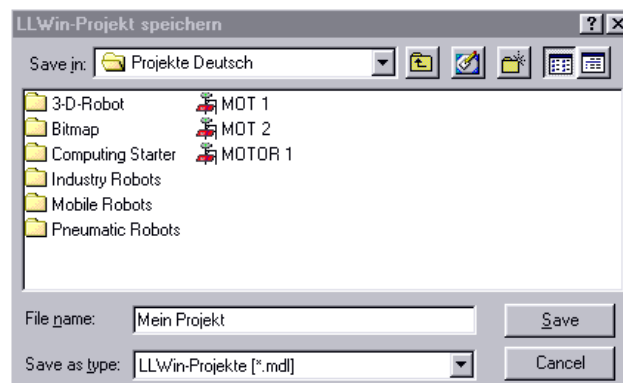 LLWin-Projekt speichern
Save in: Projekte Deutsch
3-D-Robot
Bitmap
Computing Starter
Industry Robots
Mobile Robots
Pneumatic Robots
MOT 1
MOT 2
MOTOR 1
File name: Mein Projekt
Save
Save as type: LLWin-Projekte [*.mdl]
Cancel